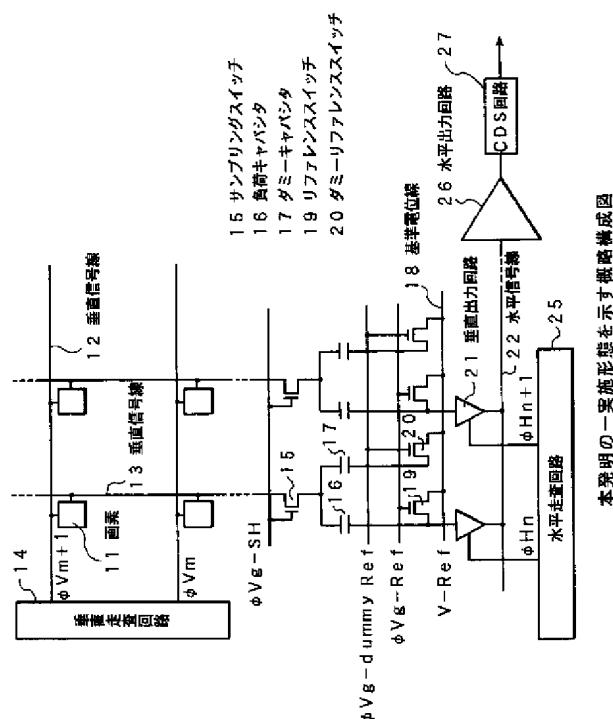 14
垂直走査回路
φVm+1
φVm
11
画素
13 垂直信号線
12 垂直信号線
φVg-SH
15
15 サンプリングスイッチ
16 負荷キャパシタ
17 ダミーキャパシタ
19 リファレンススイッチ
20 ダミーリファレンススイッチ
16
17
φVg-dummy Ref
φVg-Ref
V-Ref
19
20
18 基準電位線
21 垂直出力回路
22 水平信号線
φHn
φHn+1
水平走査回路
25
26 水平出力回路
27
CDS回路
本発明の一実施形態を示す概略構成図